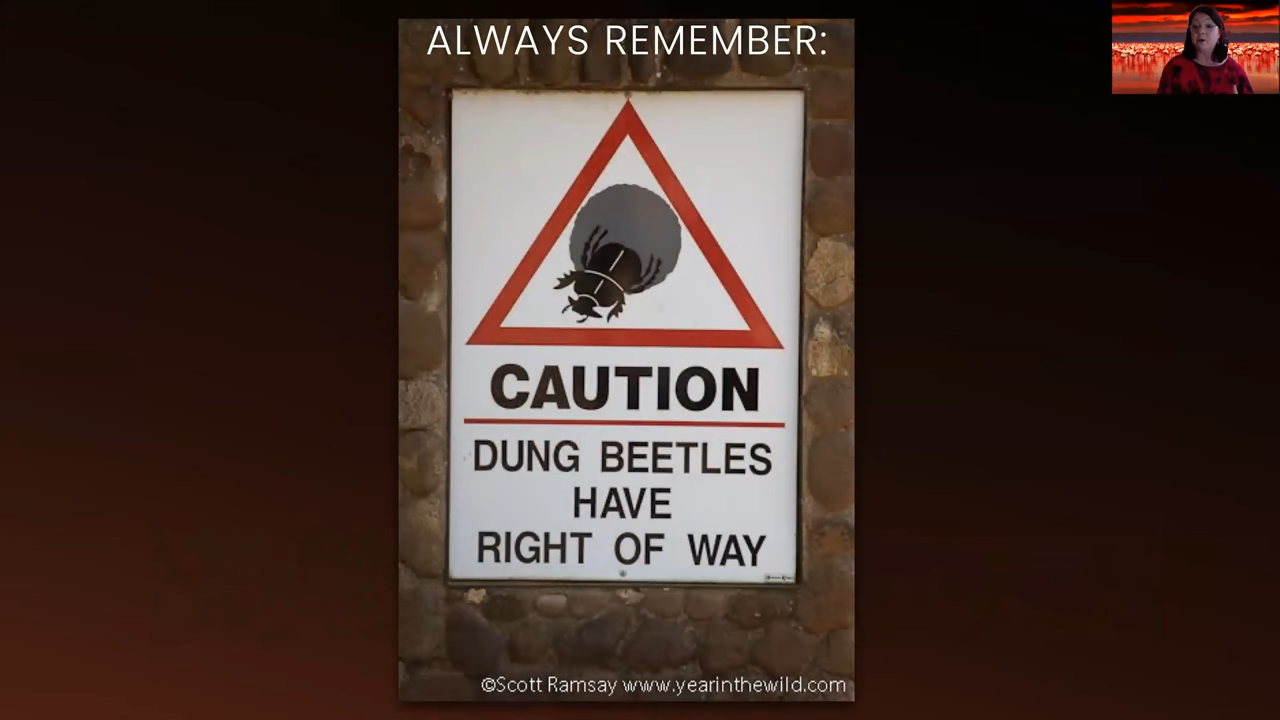 ALWAYS REMEMBER:
CAUTION
DUNG BEETLES
HAVE
RIGHT OF WAY
©Scott Ramsay www.yearinthewild.com